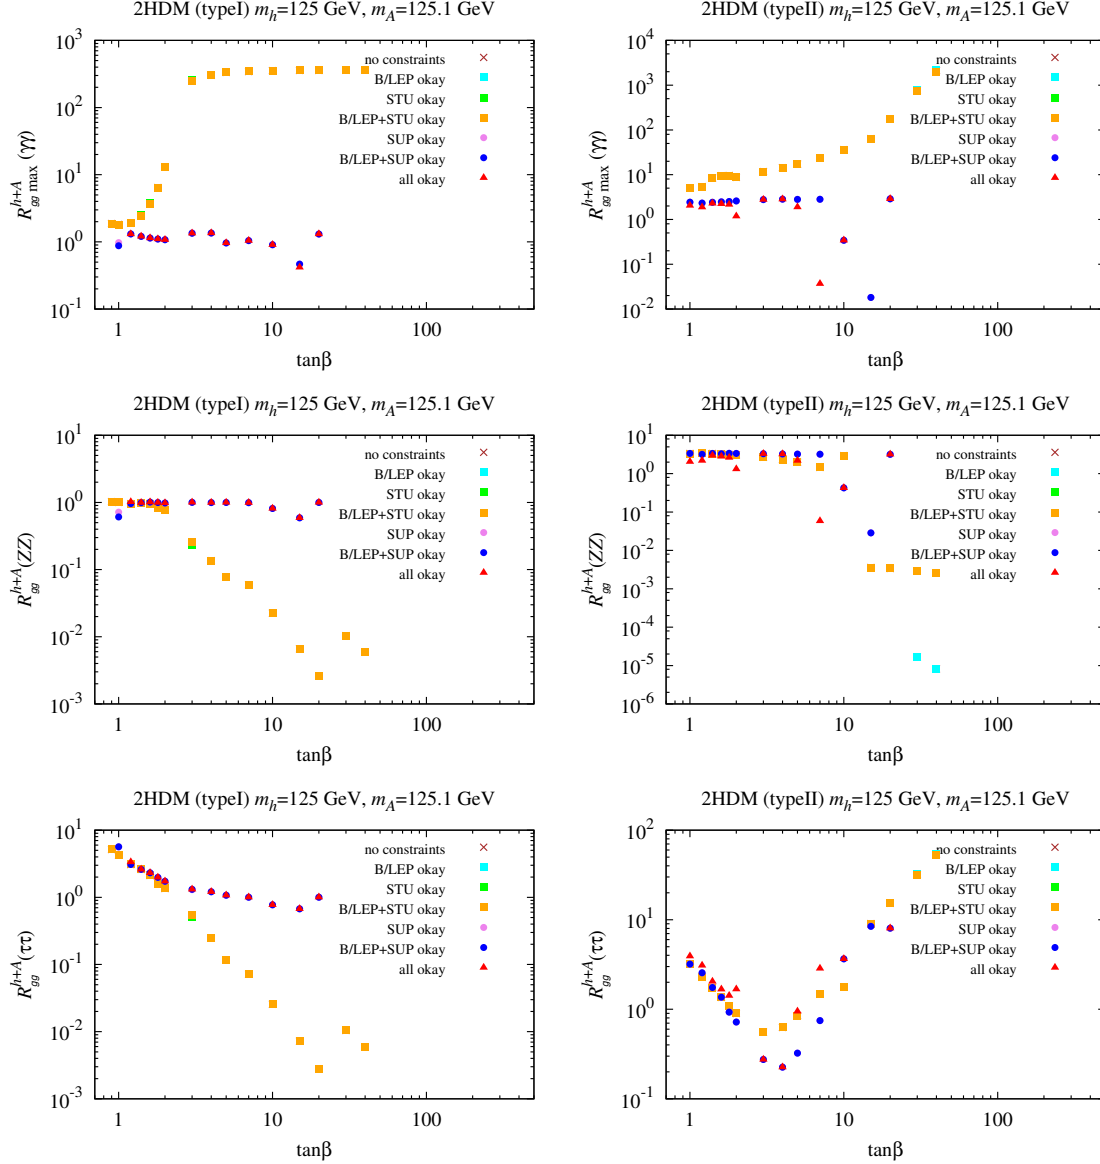 2HDM (typeI) m_h=125 GeV, m_A=125.1 GeV
R^{h+A}_{gg max} (γγ)
10^3
10^2
10^1
10^0
10^-1
1 10 100
tanβ
no constraints
B/LEP okay
STU okay
B/LEP+STU okay
SUP okay
B/LEP+SUP okay
all okay
2HDM (typeII) m_h=125 GeV, m_A=125.1 GeV
R^{h+A}_{gg max} (γγ)
10^4
10^3
10^2
10^1
10^0
10^-1
10^-2
1 10 100
tanβ
no constraints
B/LEP okay
STU okay
B/LEP+STU okay
SUP okay
B/LEP+SUP okay
all okay
2HDM (typeI) m_h=125 GeV, m_A=125.1 GeV
R^{h+A}_{gg}(ZZ)
10^1
10^0
10^-1
10^-2
10^-3
1 10 100
tanβ
no constraints
B/LEP okay
STU okay
B/LEP+STU okay
SUP okay
B/LEP+SUP okay
all okay
2HDM (typeII) m_h=125 GeV, m_A=125.1 GeV
R^{h+A}_{gg}(ZZ)
10^1
10^0
10^-1
10^-2
10^-3
10^-4
10^-5
10^-6
1 10 100
tanβ
no constraints
B/LEP okay
STU okay
B/LEP+STU okay
SUP okay
B/LEP+SUP okay
all okay
2HDM (typeI) m_h=125 GeV, m_A=125.1 GeV
R^{h+A}_{gg}(ττ)
10^1
10^0
10^-1
10^-2
10^-3
1 10 100
tanβ
no constraints
B/LEP okay
STU okay
B/LEP+STU okay
SUP okay
B/LEP+SUP okay
all okay
2HDM (typeII) m_h=125 GeV, m_A=125.1 GeV
R^{h+A}_{gg}(ττ)
10^2
10^1
10^0
10^-1
1 10 100
tanβ
no constraints
B/LEP okay
STU okay
B/LEP+STU okay
SUP okay
B/LEP+SUP okay
all okay